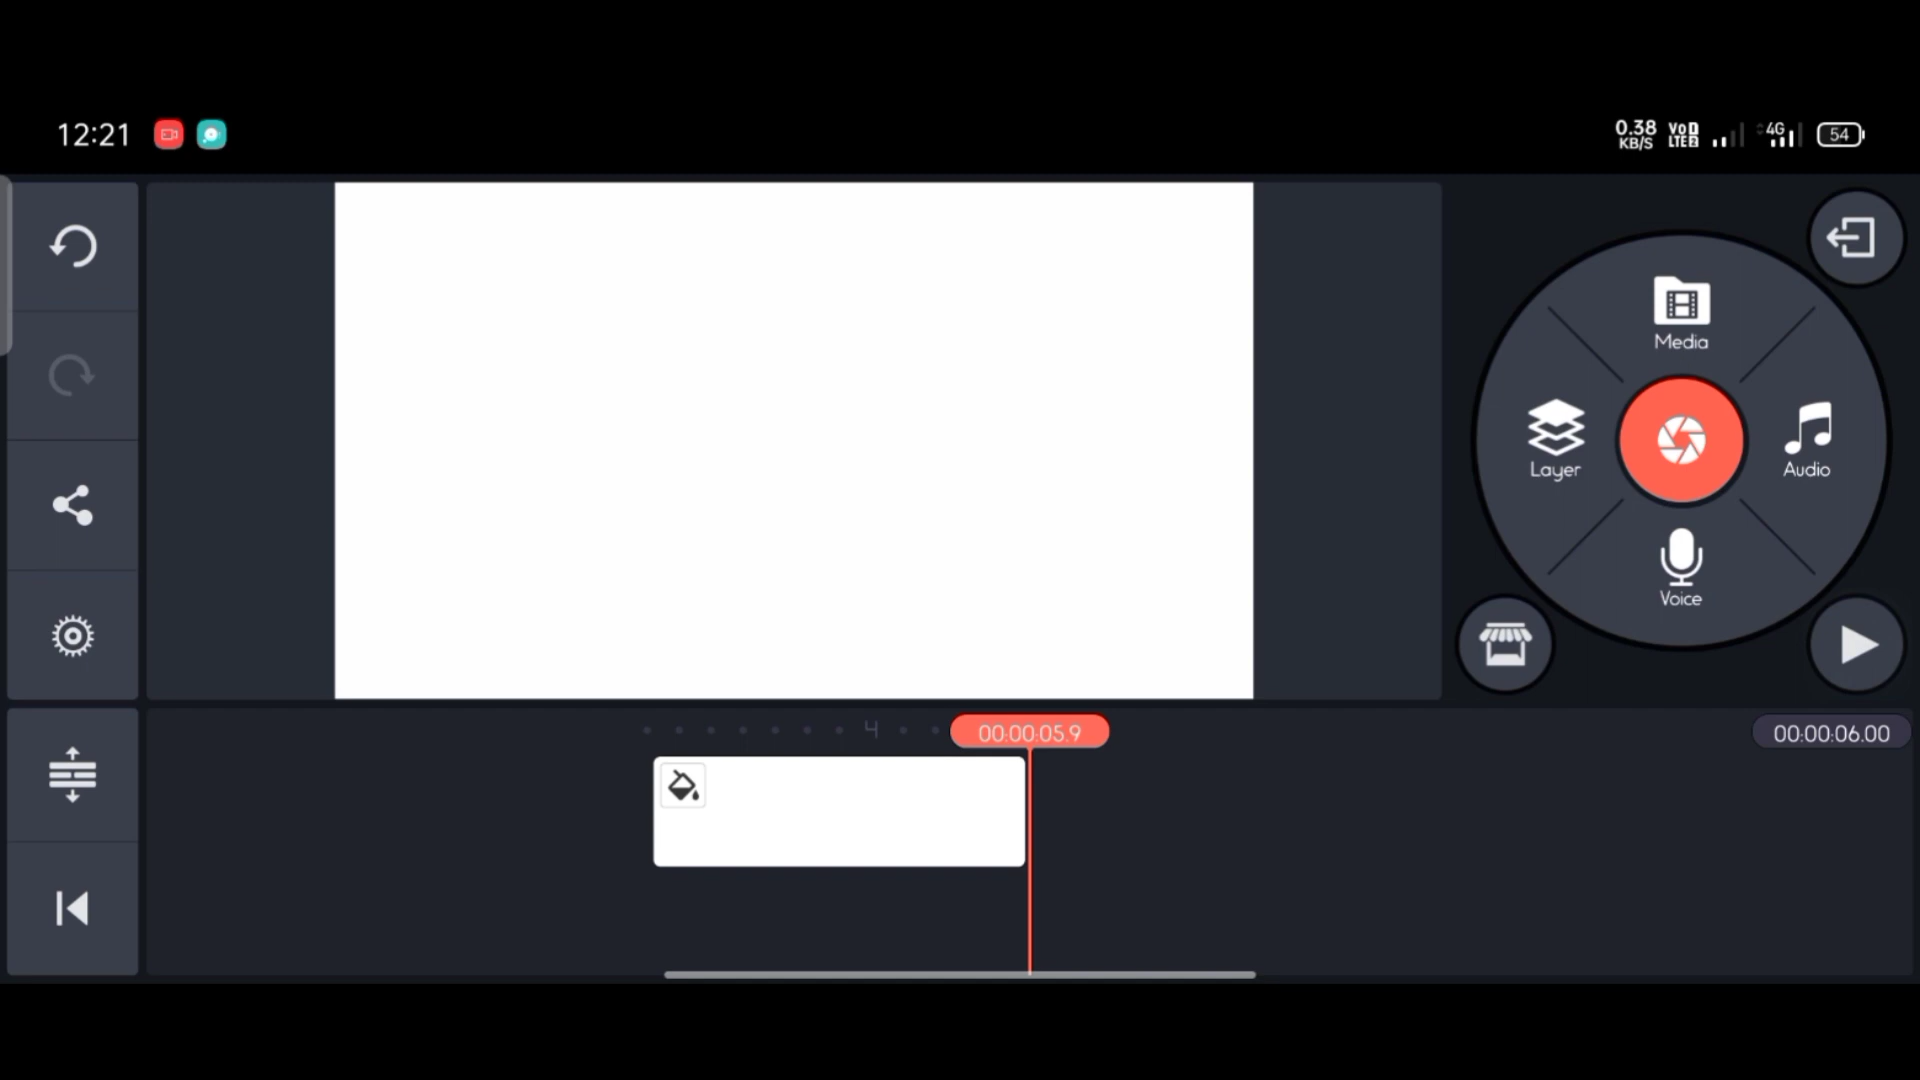 12:21
0.38
KB/S
VoD
LTE2
4G
54
Media
Layer
Audio
Voice
4
00:00:05.9
00:00:06.00